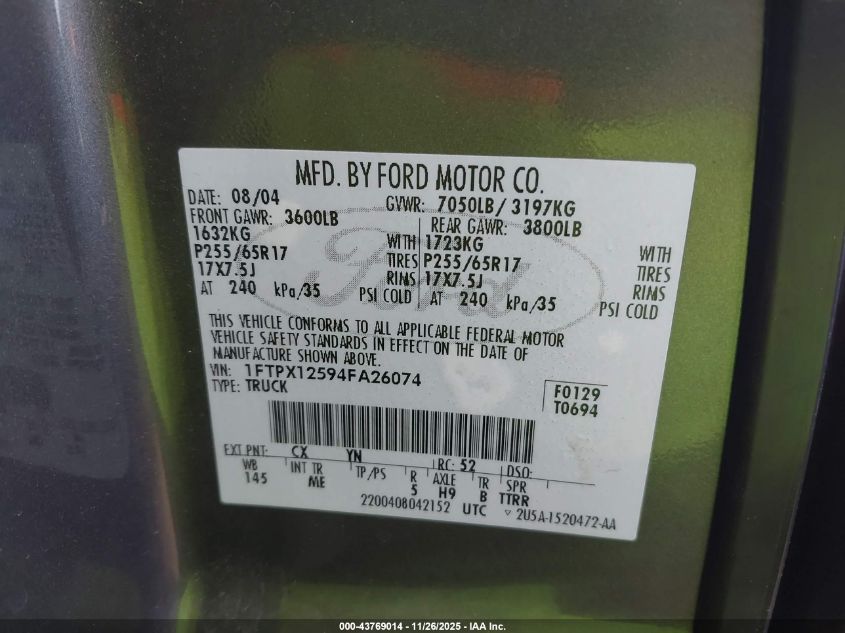 MFD. BY FORD MOTOR CO.
DATE: 08/04 GVWR: 7050LB/ 3197KG
FRONT GAWR: 3600LB REAR GAWR: 3800LB
1632KG WITH 1723KG WITH
P255/65R17 TIRES P255/65R17 TIRES
17X7.5J RIMS 17X7.5J RIMS
AT 240 kPa/35 PSI COLD AT 240 kPa/35 PSI COLD
Ford
THIS VEHICLE CONFORMS TO ALL APPLICABLE FEDERAL MOTOR
VEHICLE SAFETY STANDARDS IN EFFECT ON THE DATE OF
MANUFACTURE SHOWN ABOVE.
VIN: 1FTPX12594FA26074
TYPE: TRUCK
F0129
T0694
EXT PNT: CX YN RC: 52 DSO:
WB INT TR TP/PS R AXLE TR SPR
145 ME 5 H9 B TTRR
2200408042152 UTC ▽ 2U5A-1520472-AA
000-43769014 - 11/26/2025 - IAA Inc.